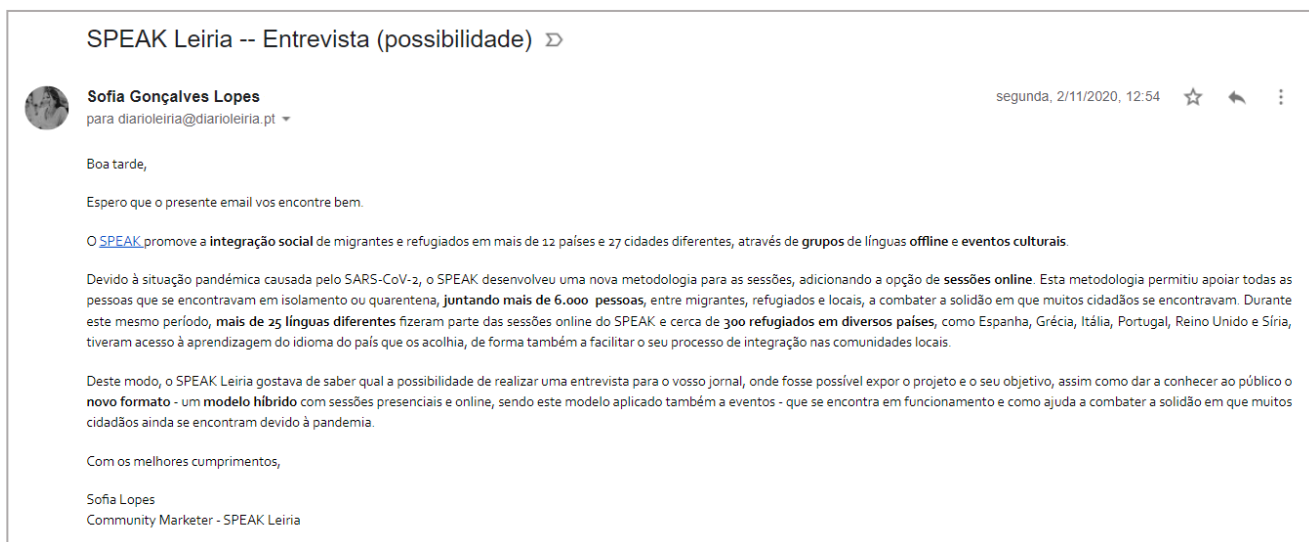 SPEAK Leiria -- Entrevista (possibilidade)
Sofia Gonçalves Lopes
segunda, 2/11/2020, 12:54
para diarioleiria@diarioleiria.pt
Boa tarde,
Espero que o presente email vos encontre bem.
O SPEAK promove a integração social de migrantes e refugiados em mais de 12 países e 27 cidades diferentes, através de grupos de línguas offline e eventos culturais.
Devido à situação pandémica causada pelo SARS-CoV-2, o SPEAK desenvolveu uma nova metodologia para as sessões, adicionando a opção de sessões online. Esta metodologia permitiu apoiar todas as
pessoas que se encontravam em isolamento ou quarentena, juntando mais de 6.000 pessoas, entre migrantes, refugiados e locais, a combater a solidão em que muitos cidadãos se encontravam. Durante
este mesmo período, mais de 25 línguas diferentes fizeram parte das sessões online do SPEAK e cerca de 300 refugiados em diversos países, como Espanha, Grécia, Itália, Portugal, Reino Unido e Síria,
tiveram acesso à aprendizagem do idioma do país que os acolhia, de forma também a facilitar o seu processo de integração nas comunidades locais.
Deste modo, o SPEAK Leiria gostava de saber qual a possibilidade de realizar uma entrevista para o vosso jornal, onde fosse possível expor o projeto e o seu objetivo, assim como dar a conhecer ao público o
novo formato - um modelo híbrido com sessões presenciais e online, sendo este modelo aplicado também a eventos - que se encontra em funcionamento e como ajuda a combater a solidão em que muitos
cidadãos ainda se encontram devido à pandemia.
Com os melhores cumprimentos,
Sofia Lopes
Community Marketer - SPEAK Leiria